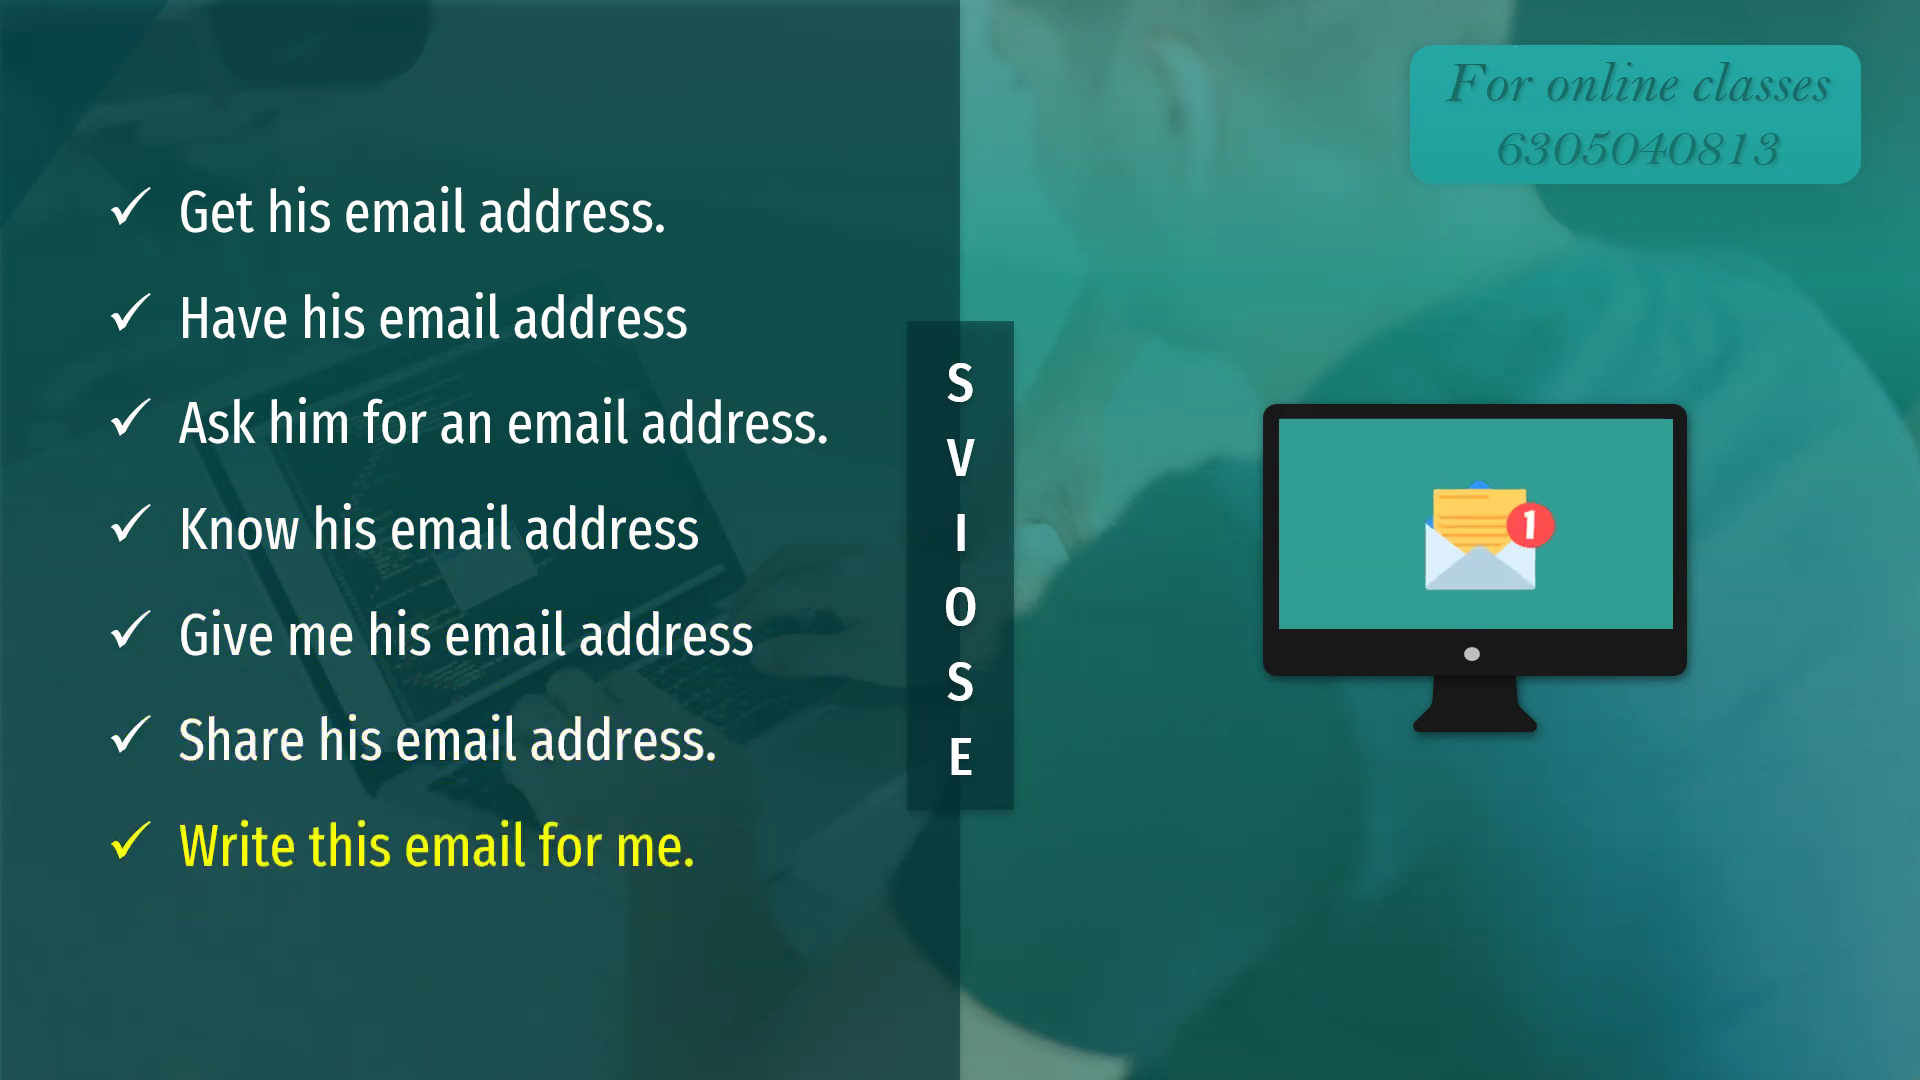 For online classes
6305040813
✓ Get his email address.
✓ Have his email address
✓ Ask him for an email address.
✓ Know his email address
✓ Give me his email address
✓ Share his email address.
✓ Write this email for me.
S
V
I
O
S
E
1